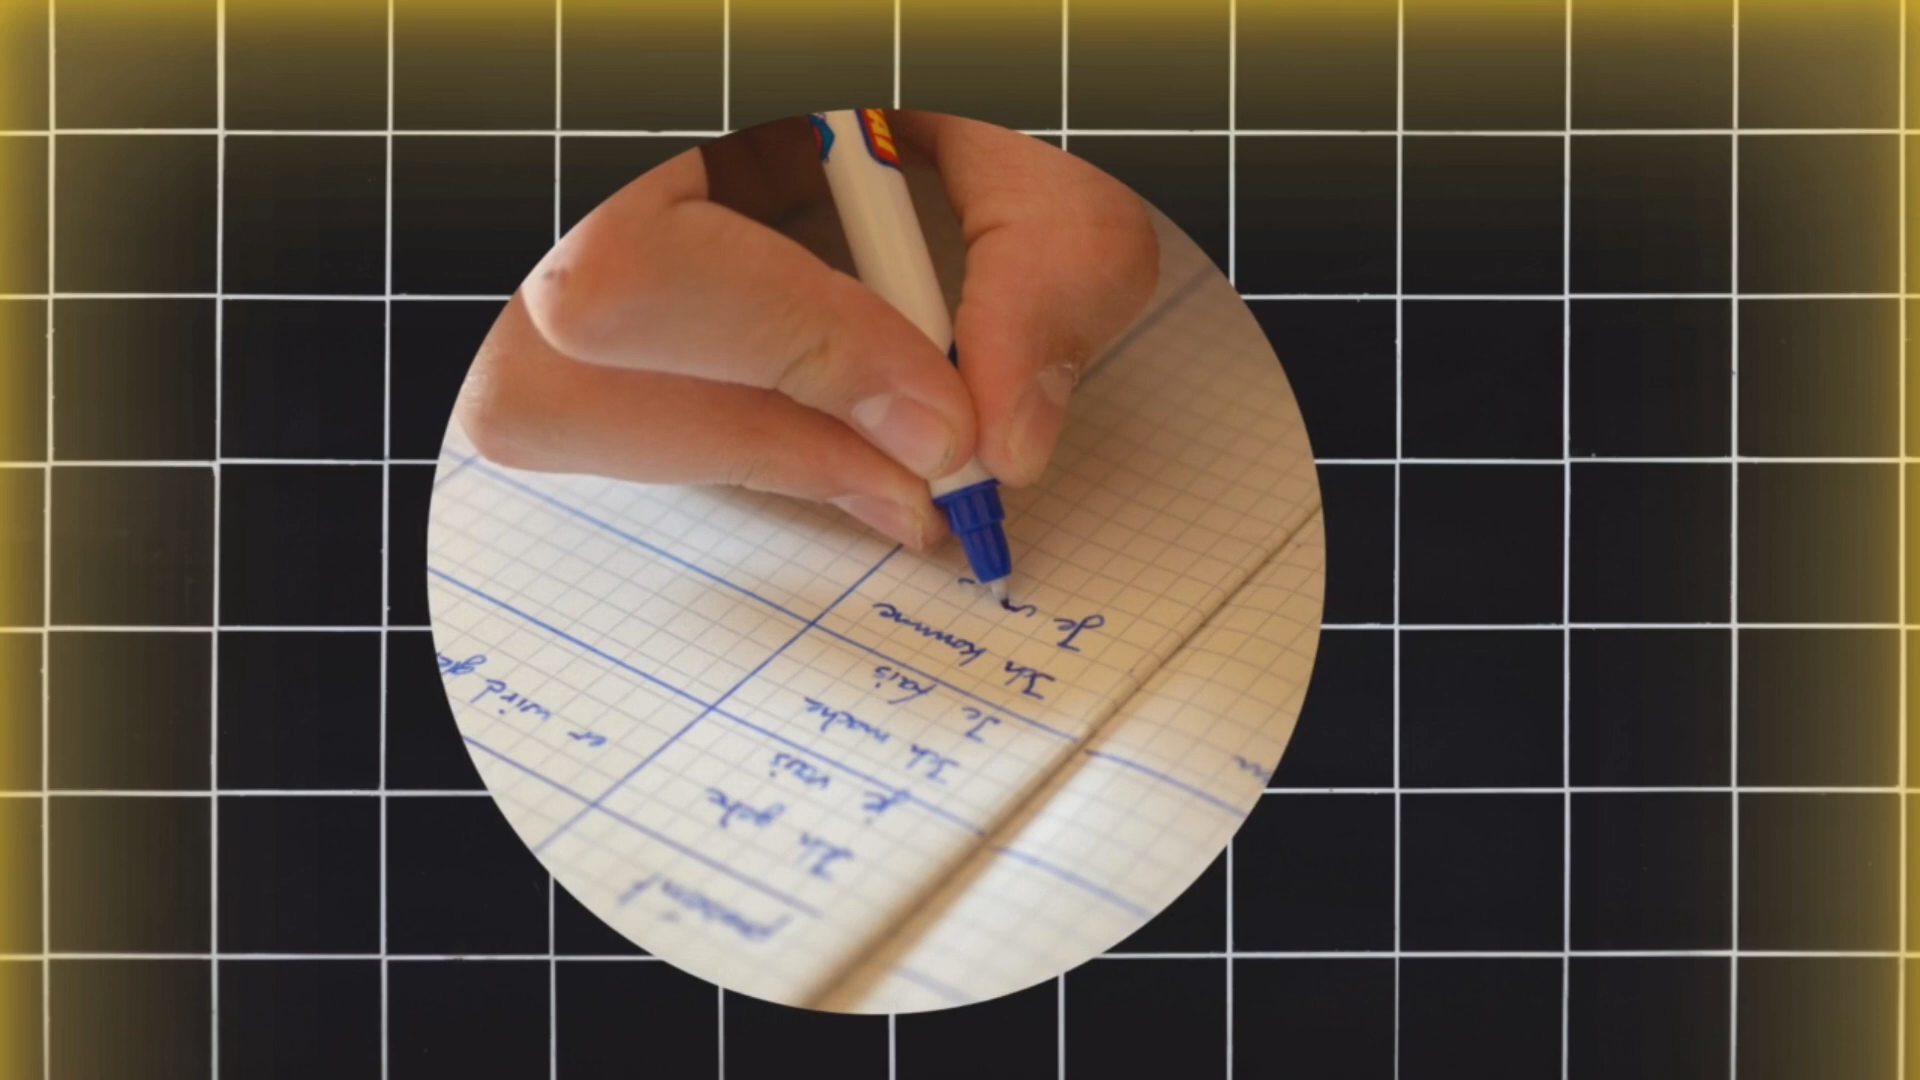 Ich gehe
je vais
Ich mache
Je fais
Ich komme
Je v
er wird